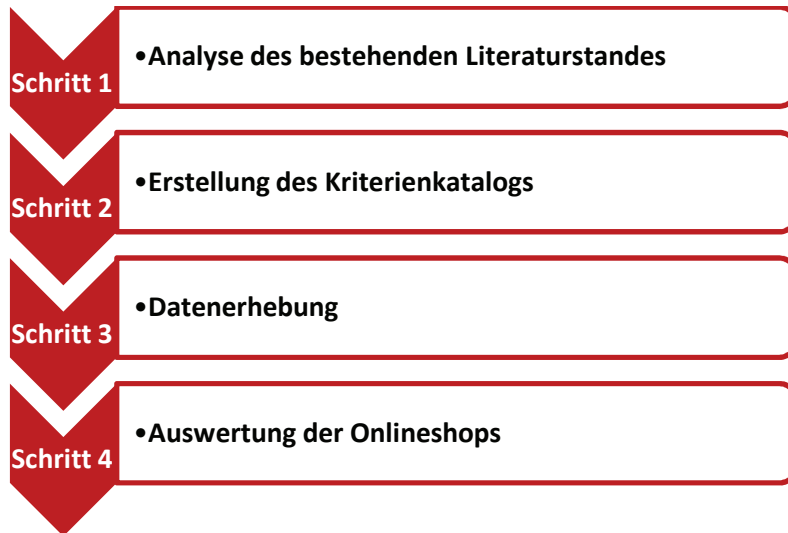 Schritt 1
•Analyse des bestehenden Literaturstandes
Schritt 2
•Erstellung des Kriterienkatalogs
Schritt 3
•Datenerhebung
Schritt 4
•Auswertung der Onlineshops